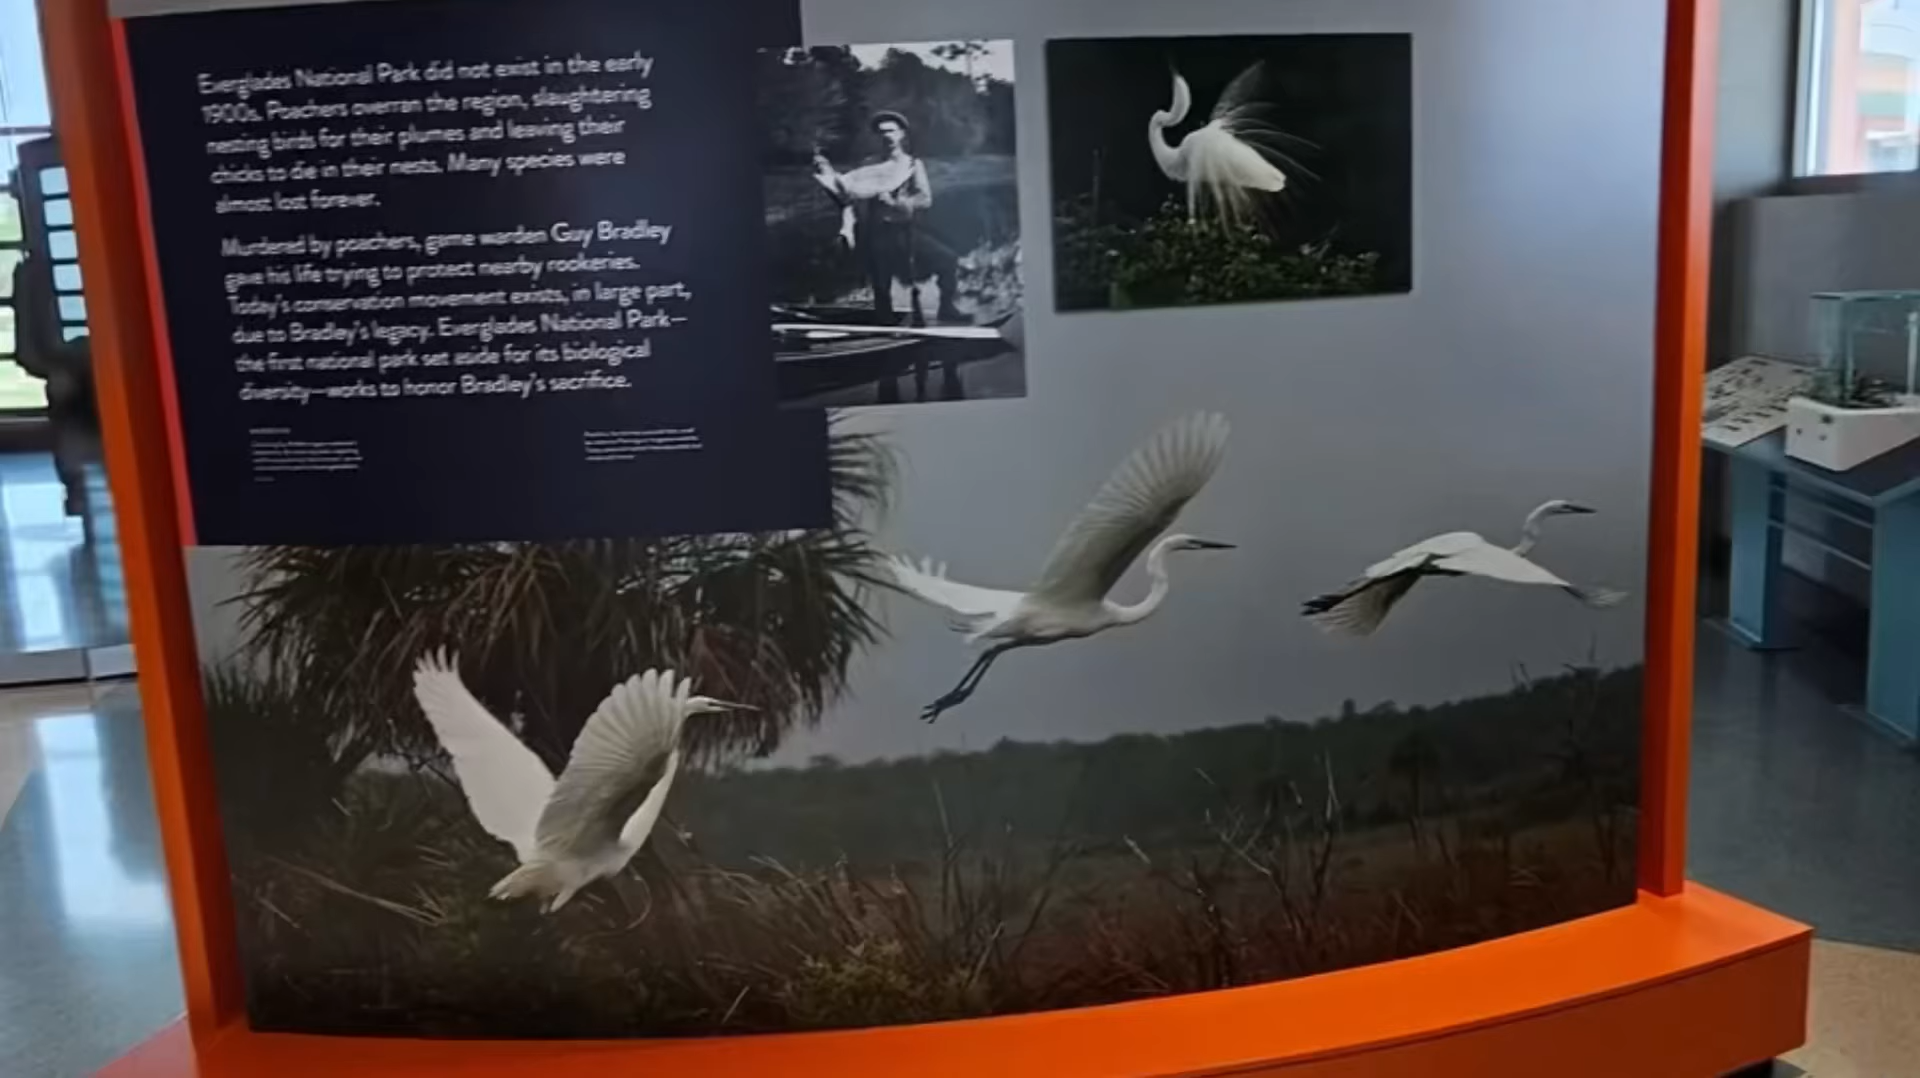 Everglades National Park did not exist in the early
1900s. Poachers overran the region, slaughtering
nesting birds for their plumes and leaving their
chicks to die in their nests. Many species were
almost lost forever.
Murdered by poachers, game warden Guy Bradley
gave his life trying to protect nearby rookeries.
Today's conservation movement exists, in large part,
due to Bradley's legacy. Everglades National Park—
the first national park set aside for its biological
diversity—works to honor Bradley's sacrifice.